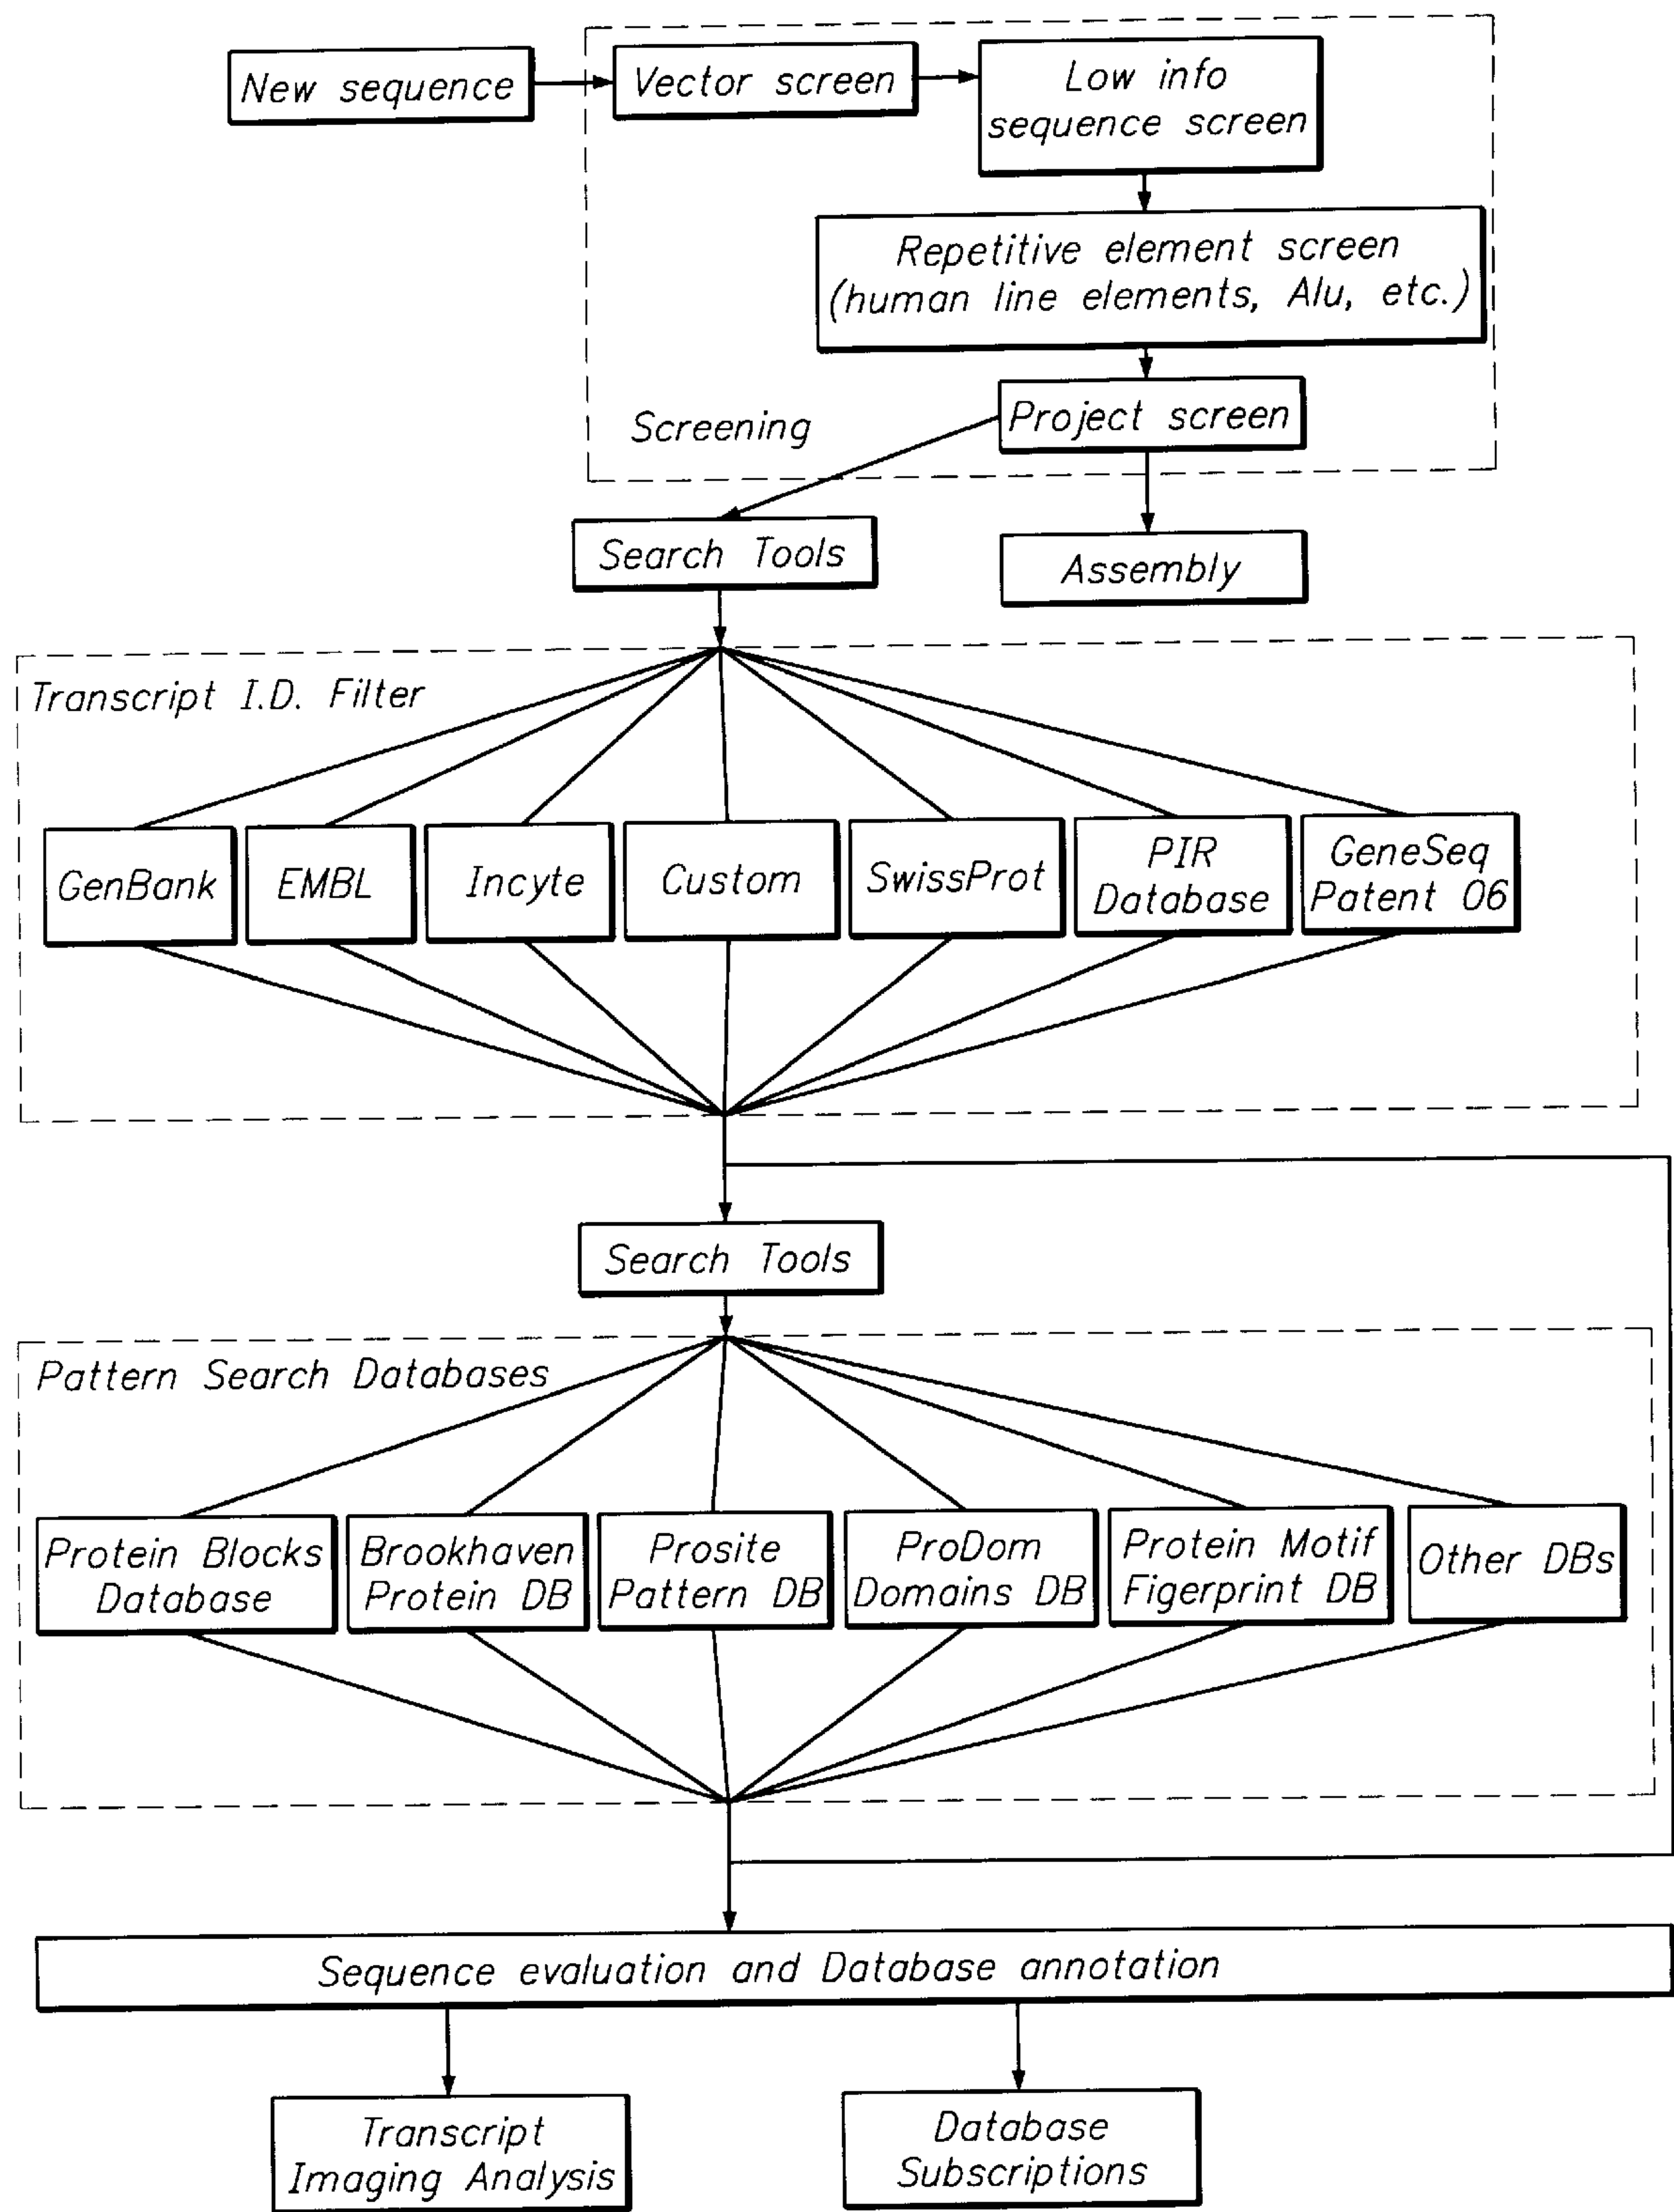 New sequence
Vector screen
Low info
sequence screen
Repetitive element screen
(human line elements, Alu, etc.)
Project screen
Screening
Search Tools
Assembly
Transcript I.D. Filter
GenBank
EMBL
Incyte
Custom
SwissProt
PIR
Database
GeneSeq
Patent 06
Search Tools
Pattern Search Databases
Protein Blocks
Database
Brookhaven
Protein DB
Prosite
Pattern DB
ProDom
Domains DB
Protein Motif
Figerprint DB
Other DBs
Sequence evaluation and Database annotation
Transcript
Imaging Analysis
Database
Subscriptions